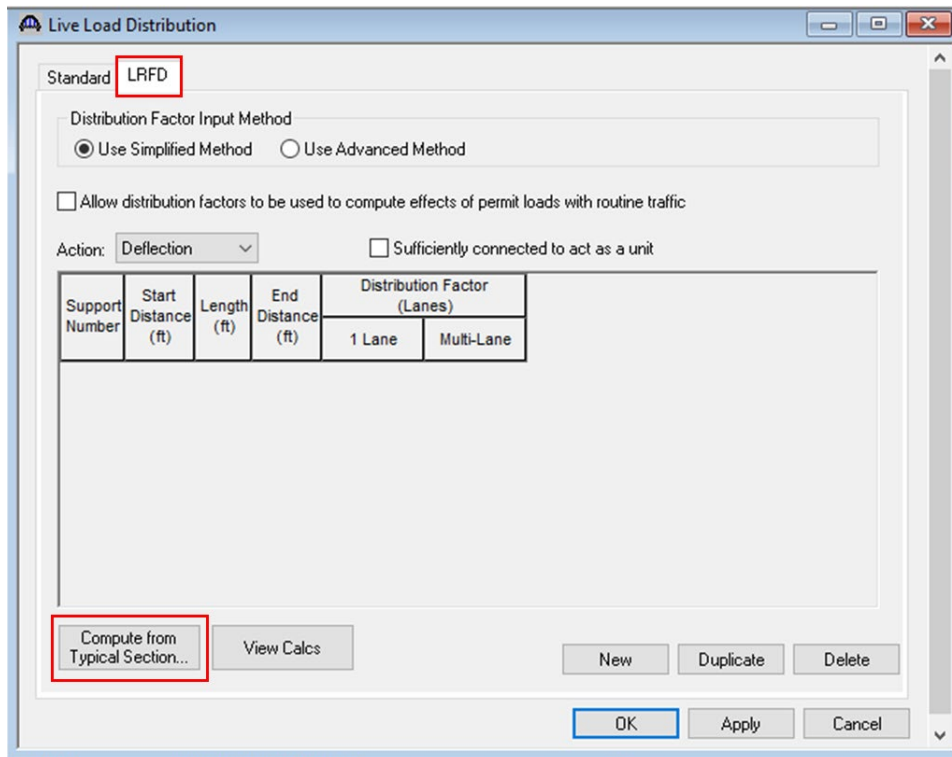 Live Load Distribution
Standard LRFD
Distribution Factor Input Method
Use Simplified Method Use Advanced Method
Allow distribution factors to be used to compute effects of permit loads with routine traffic
Action: Deflection Sufficiently connected to act as a unit
Support
Number
Start
Distance
(ft)
Length
(ft)
End
Distance
(ft)
Distribution Factor
(Lanes)
1 Lane Multi-Lane
Compute from
Typical Section...
View Calcs
New Duplicate Delete
OK Apply Cancel